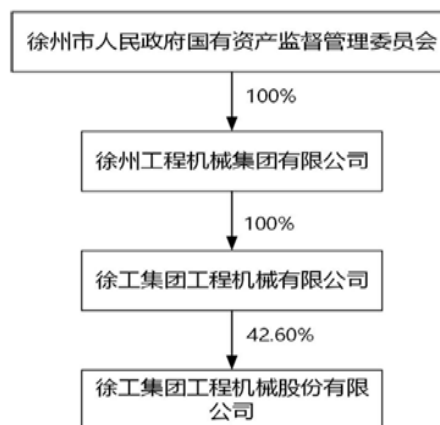 徐州市人民政府国有资产监督管理委员会
100%
徐州工程机械集团有限公司
100%
徐工集团工程机械有限公司
42.60%
徐工集团工程机械股份有限
公司